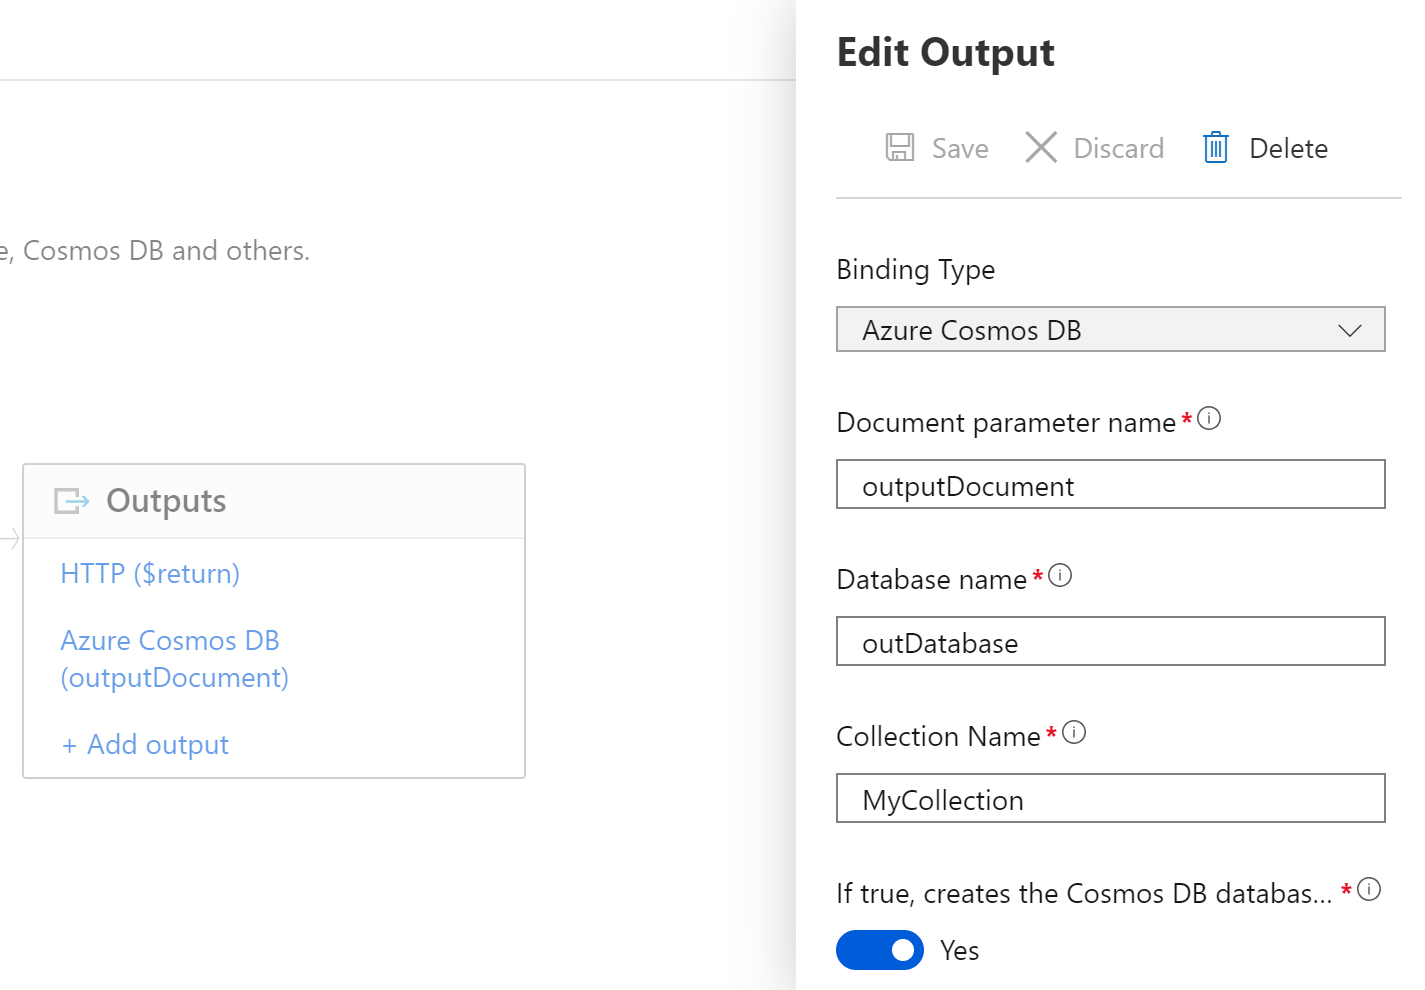 Edit Output
Save Discard Delete
, Cosmos DB and others.
Binding Type
Azure Cosmos DB
Document parameter name *
outputDocument
Outputs
HTTP ($return)
Azure Cosmos DB
(outputDocument)
+ Add output
Database name *
outDatabase
Collection Name *
MyCollection
If true, creates the Cosmos DB databas... *
Yes